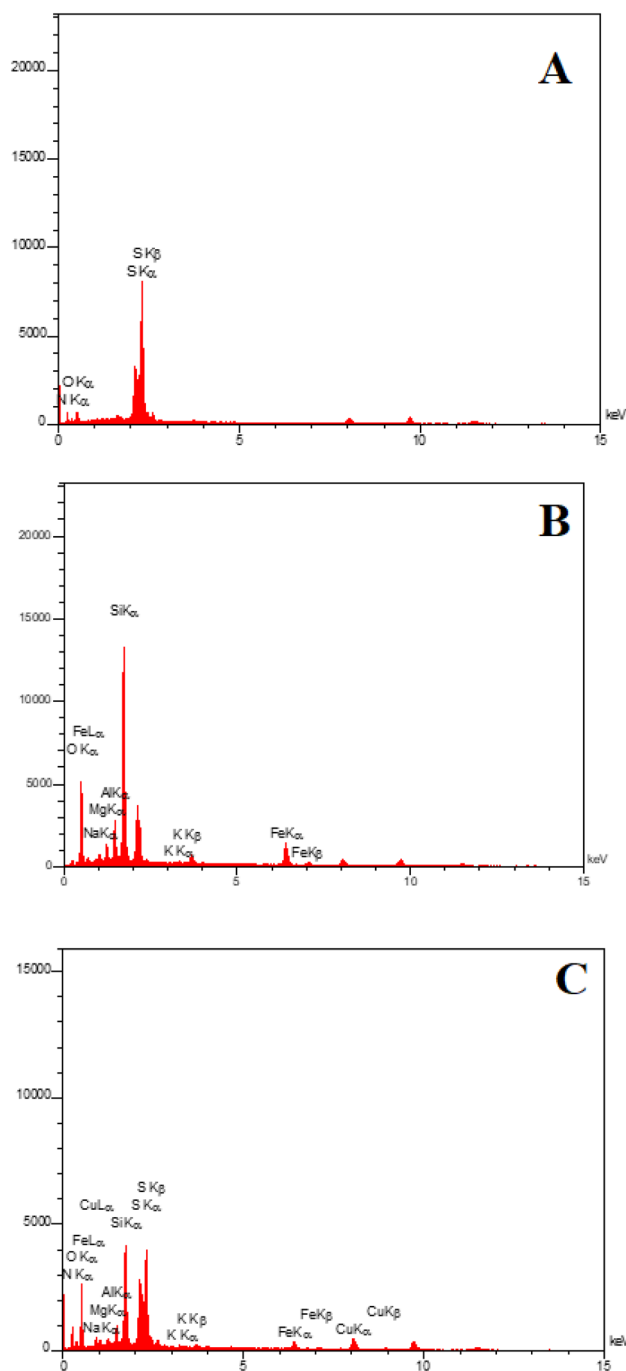 A
20000
15000
10000
5000
0
S Kβ
S Kα
O Kα
N Kα
0 5 10 15
keV
B
20000
15000
10000
5000
0
SiKα
FeLα
O Kα
AlKα
MgKα
NaKα
K Kβ
K Kα
FeKα
FeKβ
0 5 10 15
keV
C
15000
10000
5000
0
S Kβ
CuLα S Kα
SiKα
FeLα
O Kα
N Kα
AlKα
MgKα
NaKα
K Kβ
K Kα
FeKβ
FeKα
CuKβ
CuKα
0 5 10 15
keV